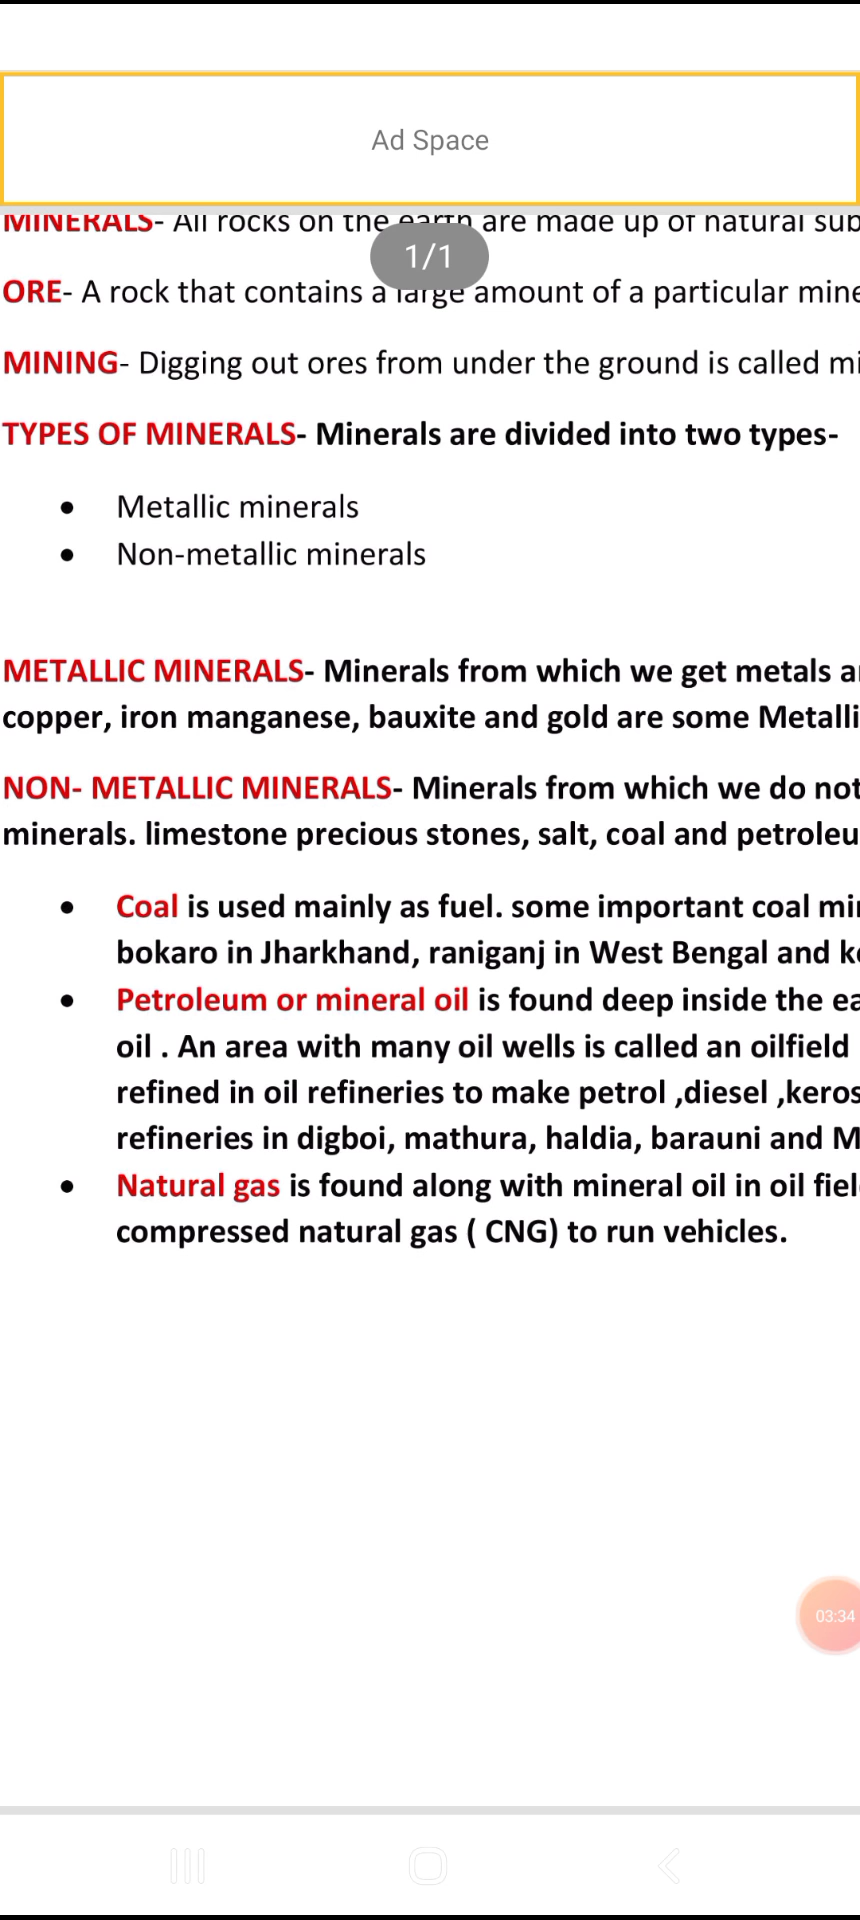 Ad Space
MINERALS- All rocks on the earth are made up of natural sub
1/1
ORE- A rock that contains a large amount of a particular mine
MINING- Digging out ores from under the ground is called mi
TYPES OF MINERALS- Minerals are divided into two types-
• Metallic minerals
• Non-metallic minerals
METALLIC MINERALS- Minerals from which we get metals a
copper, iron manganese, bauxite and gold are some Metalli
NON- METALLIC MINERALS- Minerals from which we do not
minerals. limestone precious stones, salt, coal and petroleu
• Coal is used mainly as fuel. some important coal mi
bokaro in Jharkhand, raniganj in West Bengal and k
• Petroleum or mineral oil is found deep inside the ea
oil . An area with many oil wells is called an oilfield
refined in oil refineries to make petrol ,diesel ,keros
refineries in digboi, mathura, haldia, barauni and M
• Natural gas is found along with mineral oil in oil fiel
compressed natural gas ( CNG) to run vehicles.
03:34